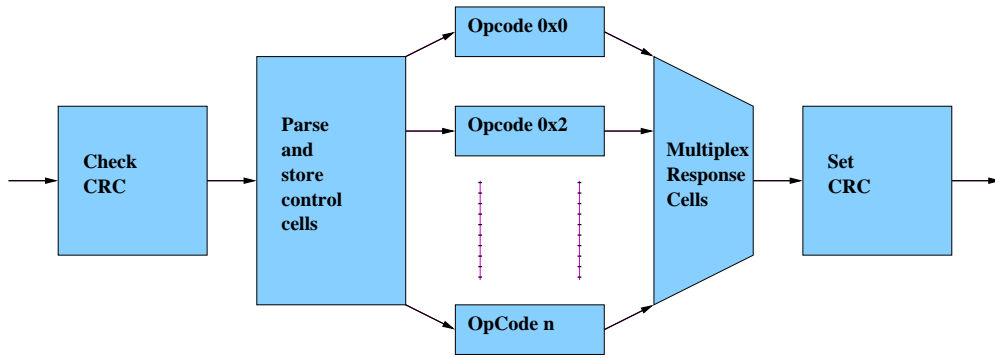 Check
CRC
Parse
and
store
control
cells
Opcode 0x0
Opcode 0x2
OpCode n
Multiplex
Response
Cells
Set
CRC